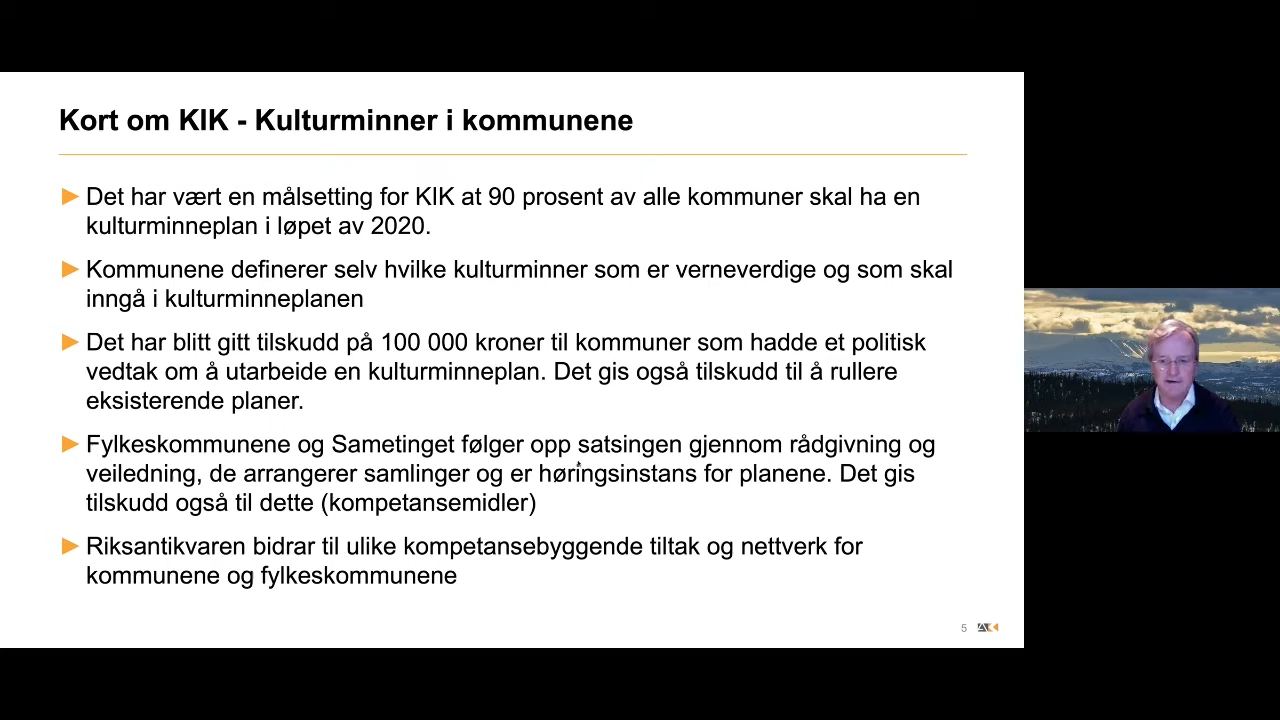 Kort om KIK - Kulturminner i kommunene
Det har vært en målsetting for KIK at 90 prosent av alle kommuner skal ha en
kulturminneplan i løpet av 2020.
Kommunene definerer selv hvilke kulturminner som er verneverdige og som skal
inngå i kulturminneplanen
Det har blitt gitt tilskudd på 100 000 kroner til kommuner som hadde et politisk
vedtak om å utarbeide en kulturminneplan. Det gis også tilskudd til å rullere
eksisterende planer.
Fylkeskommunene og Sametinget følger opp satsingen gjennom rådgivning og
veiledning, de arrangerer samlinger og er høringsinstans for planene. Det gis
tilskudd også til dette (kompetansemidler)
Riksantikvaren bidrar til ulike kompetansebyggende tiltak og nettverk for
kommunene og fylkeskommunene
5